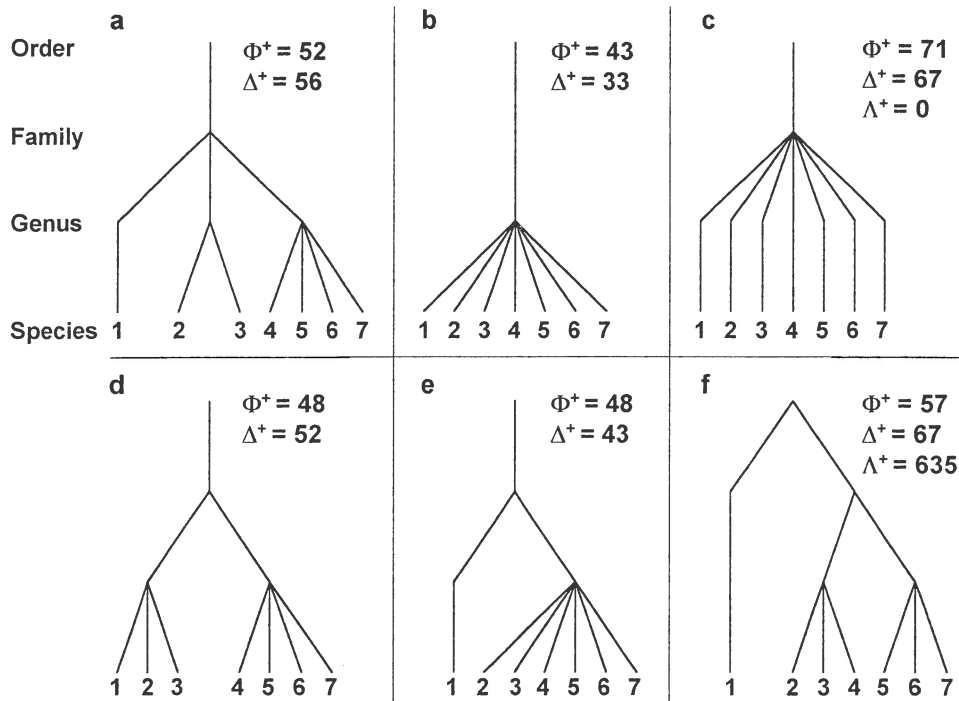 a
Φ⁺ = 52
Δ⁺ = 56
b
Φ⁺ = 43
Δ⁺ = 33
c
Φ⁺ = 71
Δ⁺ = 67
Λ⁺ = 0
Order
Family
Genus
Species
1 2 3 4 5 6 7
1 2 3 4 5 6 7
1 2 3 4 5 6 7
d
Φ⁺ = 48
Δ⁺ = 52
e
Φ⁺ = 48
Δ⁺ = 43
f
Φ⁺ = 57
Δ⁺ = 67
Λ⁺ = 635
1 2 3 4 5 6 7
1 2 3 4 5 6 7
1 2 3 4 5 6 7